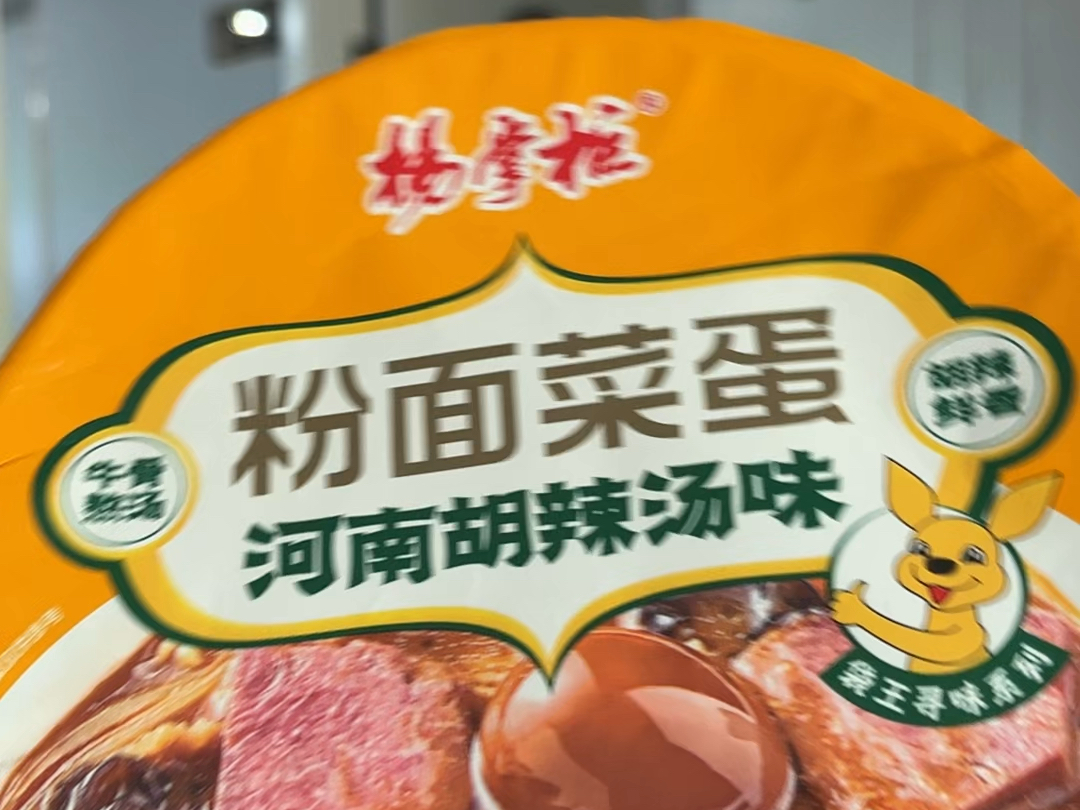 杨掌柜®
粉面菜蛋
河南胡辣汤味
胡辣
鲜香
牛骨
熬汤
袋王寻味系列